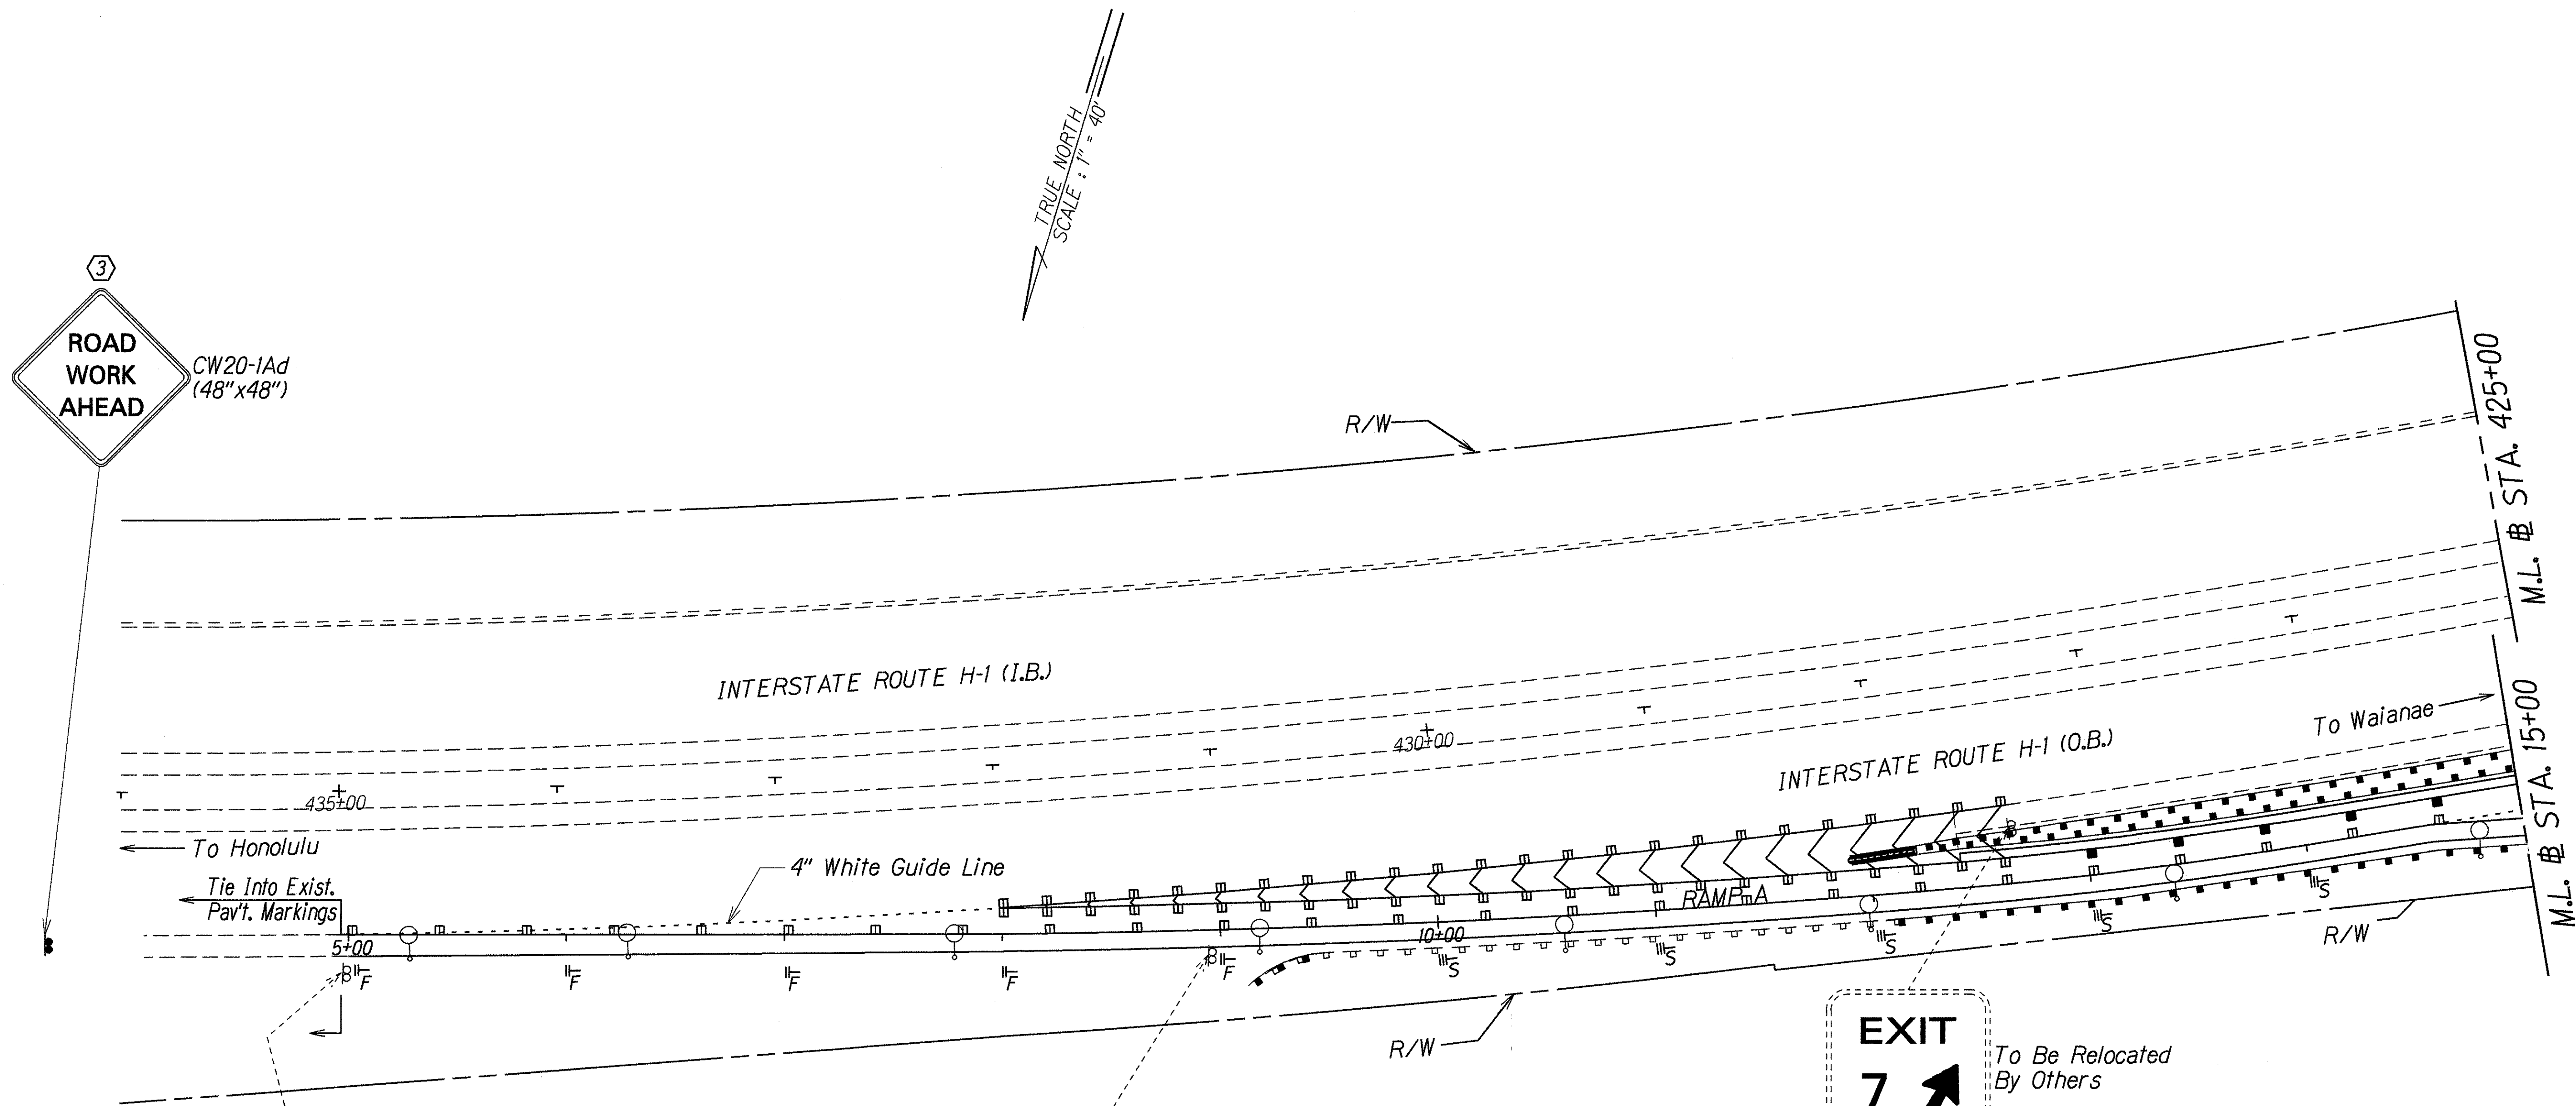 TRUE NORTH
SCALE : 1" = 40'
3
ROAD
WORK
AHEAD
CW20-1Ad
(48"x48")
R/W
M.L. B STA. 425+00
INTERSTATE ROUTE H-1 (I.B.)
430+00
435+00
INTERSTATE ROUTE H-1 (O.B.)
To Waianae
M.L. B STA. 15+00
To Honolulu
4" White Guide Line
Tie Into Exist.
Pav't. Markings
RAMP A
5+00
10+00
F
F
F
F
F
S
S
S
S
S
R/W
R/W
EXIT
7
To Be Relocated
By Others